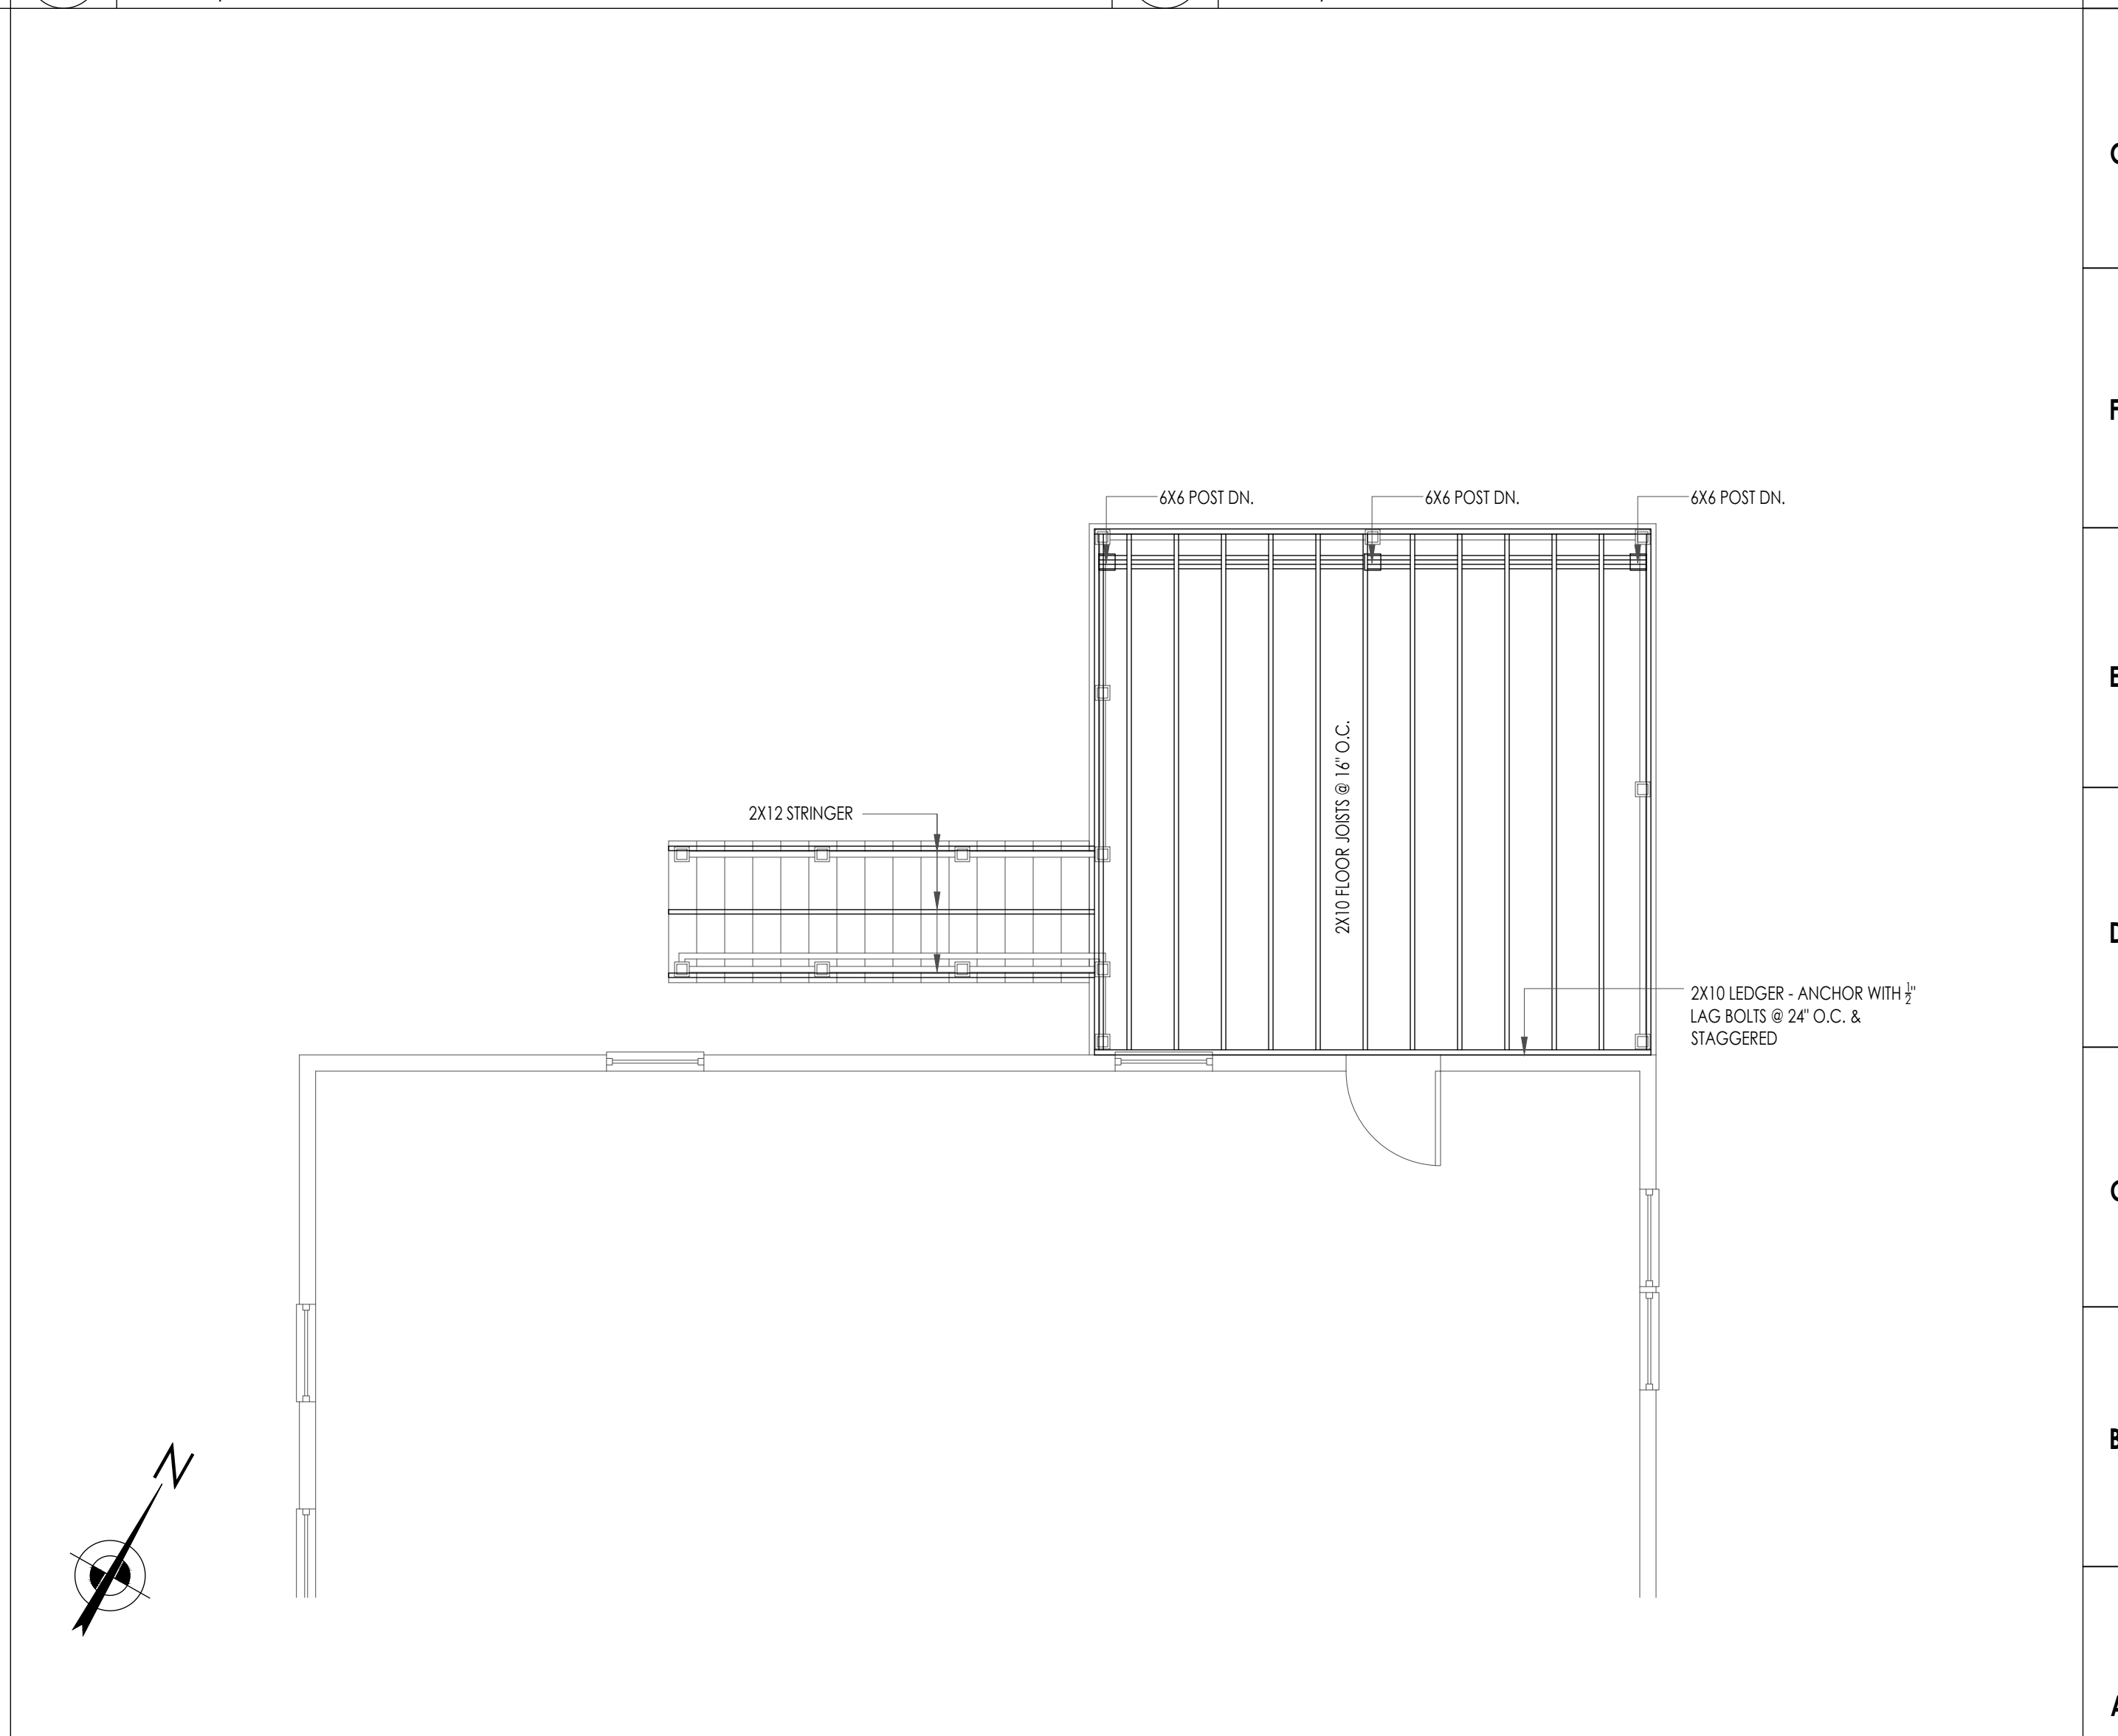 6X6 POST DN.
6X6 POST DN.
6X6 POST DN.
2X10 FLOOR JOISTS @ 16" O.C.
2X12 STRINGER
2X10 LEDGER - ANCHOR WITH ½"
LAG BOLTS @ 24" O.C. &
STAGGERED
N
F
E
D
B
A